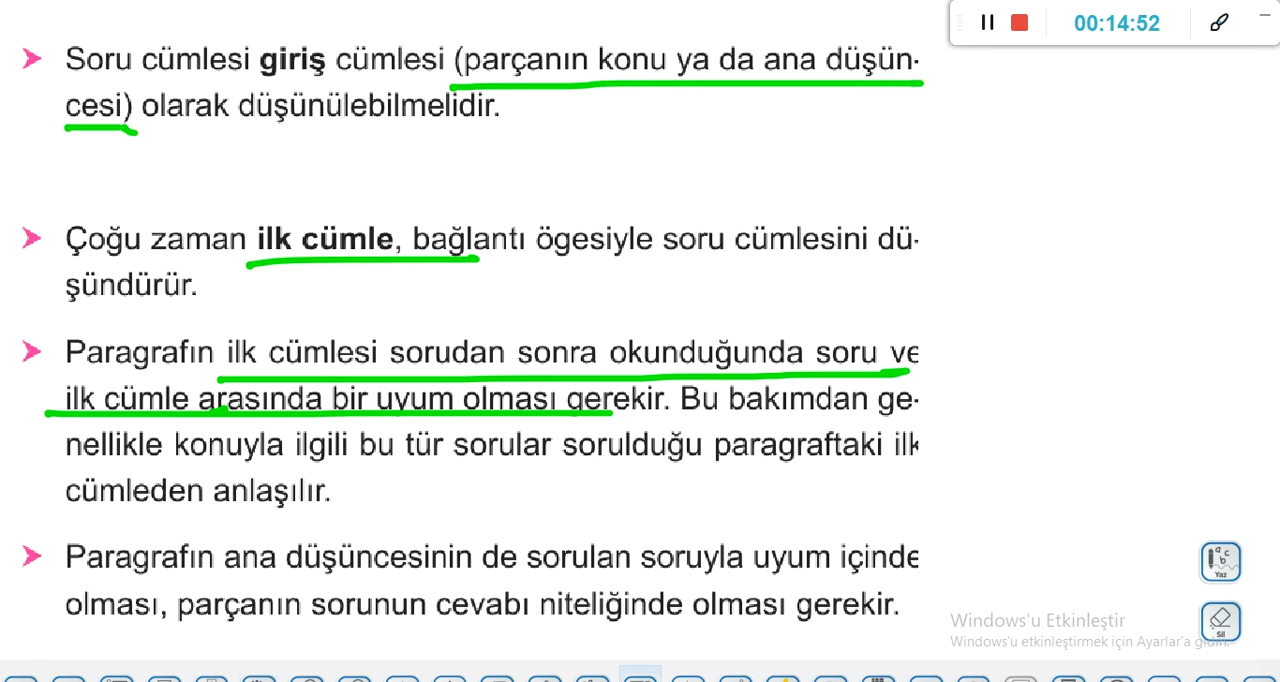 00:14:52
Soru cümlesi giriş cümlesi (parçanın konu ya da ana düşün-
cesi) olarak düşünülebilmelidir.
Çoğu zaman ilk cümle, bağlantı ögesiyle soru cümlesini dü-
şündürür.
Paragrafın ilk cümlesi sorudan sonra okunduğunda soru ve
ilk cümle arasında bir uyum olması gerekir. Bu bakımdan ge-
nellikle konuyla ilgili bu tür sorular sorulduğu paragraftaki ilk
cümleden anlaşılır.
Paragrafın ana düşüncesinin de sorulan soruyla uyum içinde
olması, parçanın sorunun cevabı niteliğinde olması gerekir.
a c
b
Yaz
Sil
Windows'u Etkinleştir
Windows'u etkinleştirmek için Ayarlar'a gidin.